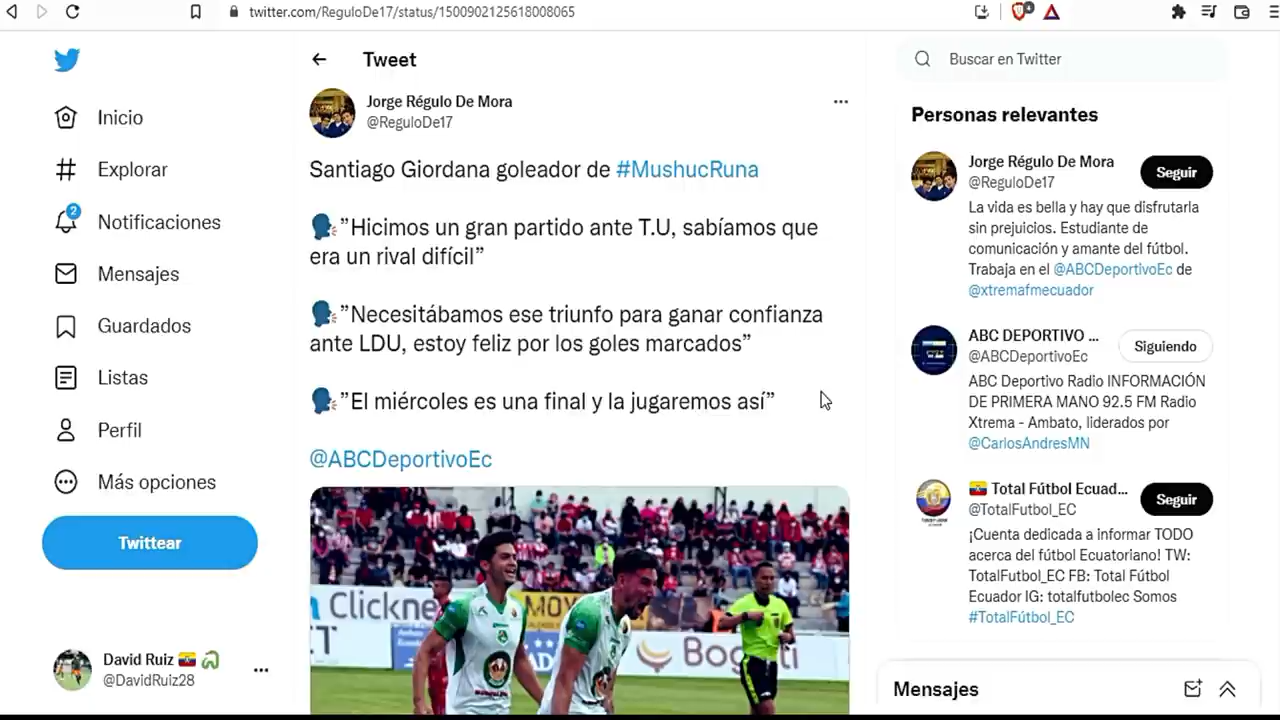 twitter.com/ReguloDe17/status/1500902125618008065
4
Inicio
Explorar
2
Notificaciones
Mensajes
Guardados
Listas
Perfil
Más opciones
Twittear
David Ruiz
@DavidRuiz28
Tweet
Jorge Régulo De Mora
@ReguloDe17
Santiago Giordana goleador de #MushucRuna
”Hicimos un gran partido ante T.U, sabíamos que
era un rival difícil”
”Necesitábamos ese triunfo para ganar confianza
ante LDU, estoy feliz por los goles marcados”
”El miércoles es una final y la jugaremos así”
@ABCDeportivoEc
Clicknet
MOV
Bog
Buscar en Twitter
Personas relevantes
Jorge Régulo De Mora
@ReguloDe17
Seguir
La vida es bella y hay que disfrutarla
sin prejuicios. Estudiante de
comunicación y amante del fútbol.
Trabaja en el @ABCDeportivoEc de
@xtremafmecuador
ABC DEPORTIVO ...
@ABCDeportivoEc
Siguiendo
ABC Deportivo Radio INFORMACIÓN
DE PRIMERA MANO 92.5 FM Radio
Xtrema - Ambato, liderados por
@CarlosAndresMN
Total Fútbol Ecuad...
@TotalFutbol_EC
Seguir
¡Cuenta dedicada a informar TODO
acerca del fútbol Ecuatoriano! TW:
TotalFutbol_EC FB: Total Fútbol
Ecuador IG: totalfutbolec Somos
#TotalFútbol_EC
Mensajes